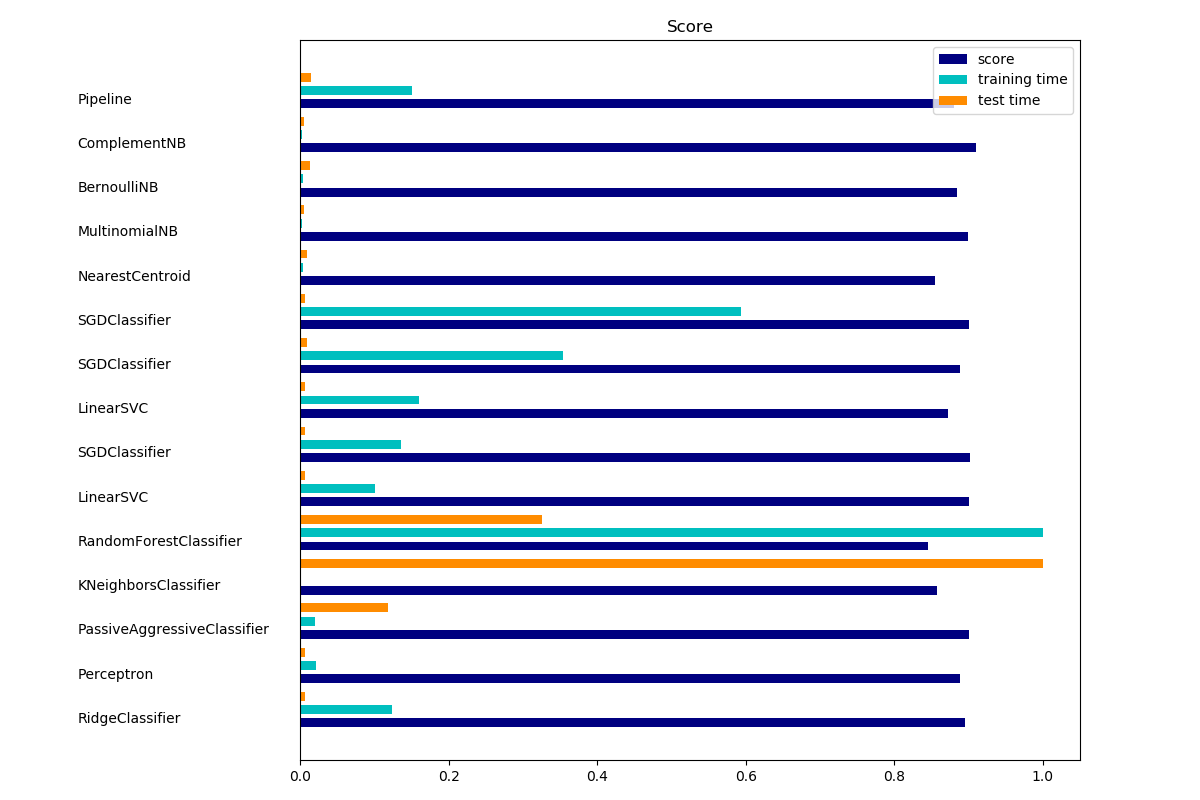 Score
score
training time
test time
Pipeline
ComplementNB
BernoulliNB
MultinomialNB
NearestCentroid
SGDClassifier
SGDClassifier
LinearSVC
SGDClassifier
LinearSVC
RandomForestClassifier
KNeighborsClassifier
PassiveAggressiveClassifier
Perceptron
RidgeClassifier
0.0 0.2 0.4 0.6 0.8 1.0